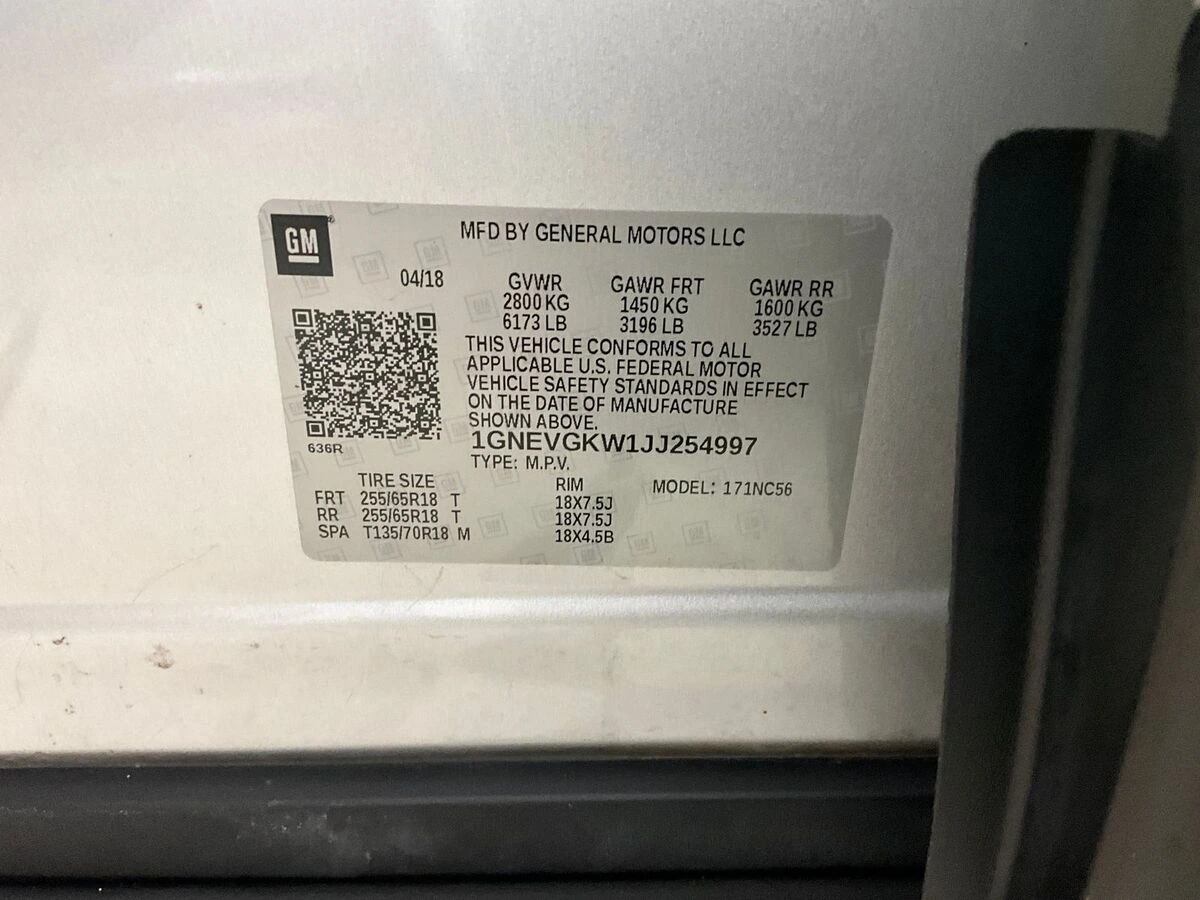 GM
MFD BY GENERAL MOTORS LLC
04/18 GVWR GAWR FRT GAWR RR
2800 KG 1450 KG 1600 KG
6173 LB 3196 LB 3527 LB
THIS VEHICLE CONFORMS TO ALL
APPLICABLE U.S. FEDERAL MOTOR
VEHICLE SAFETY STANDARDS IN EFFECT
ON THE DATE OF MANUFACTURE
SHOWN ABOVE.
1GNEVGKW1JJ254997
636R
TYPE: M.P.V.
TIRE SIZE RIM MODEL: 171NC56
FRT 255/65R18 T 18X7.5J
RR 255/65R18 T 18X7.5J
SPA T135/70R18 M 18X4.5B